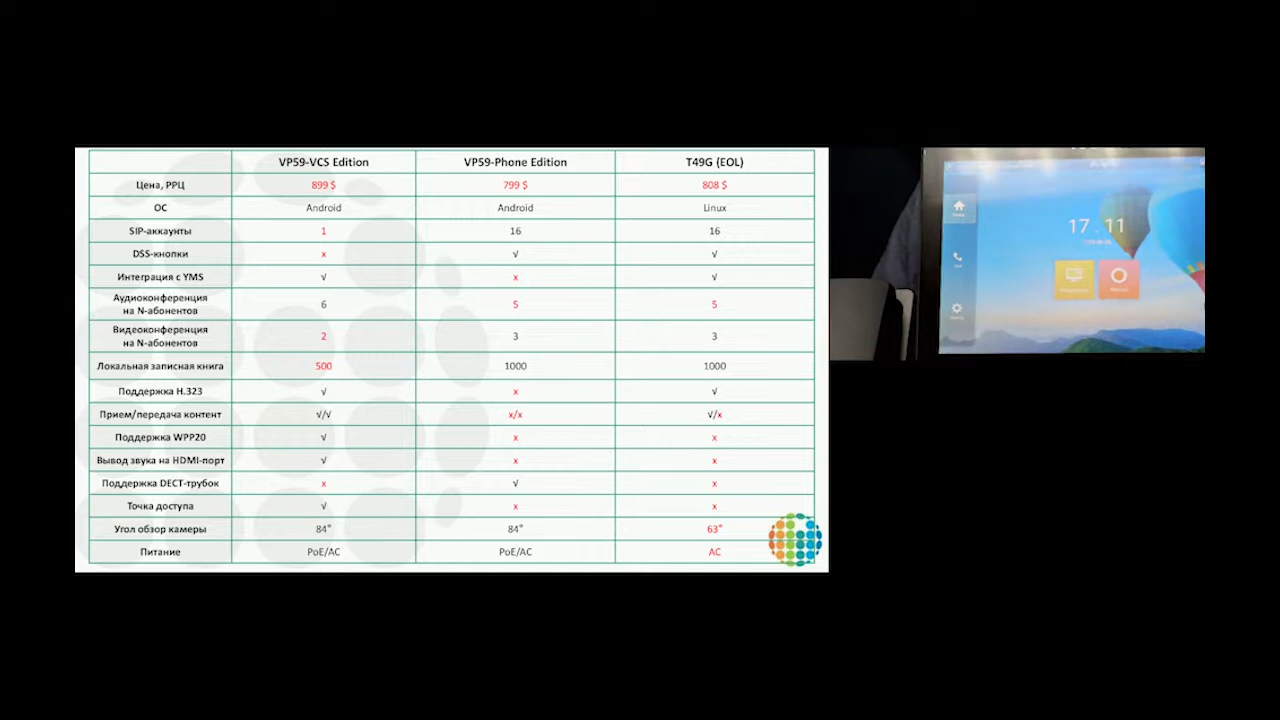 VP59-VCS Edition VP59-Phone Edition T49G (EOL)
Цена, РРЦ 899 $ 799 $ 808 $
ОС Android Android Linux
SIP-аккаунты 1 16 16
DSS-кнопки x √ √
Интеграция с YMS √ x √
Аудиоконференция
на N-абонентов 6 5 5
Видеоконференция
на N-абонентов 2 3 3
Локальная записная книга 500 1000 1000
Поддержка H.323 √ x √
Прием/передача контент √/√ x/x √/x
Поддержка WPP20 √ x x
Вывод звука на HDMI-порт √ x x
Поддержка DECT-трубок x √ x
Точка доступа √ x x
Угол обзор камеры 84° 84° 63°
Питание PoE/AC PoE/AC AC
17 . 11